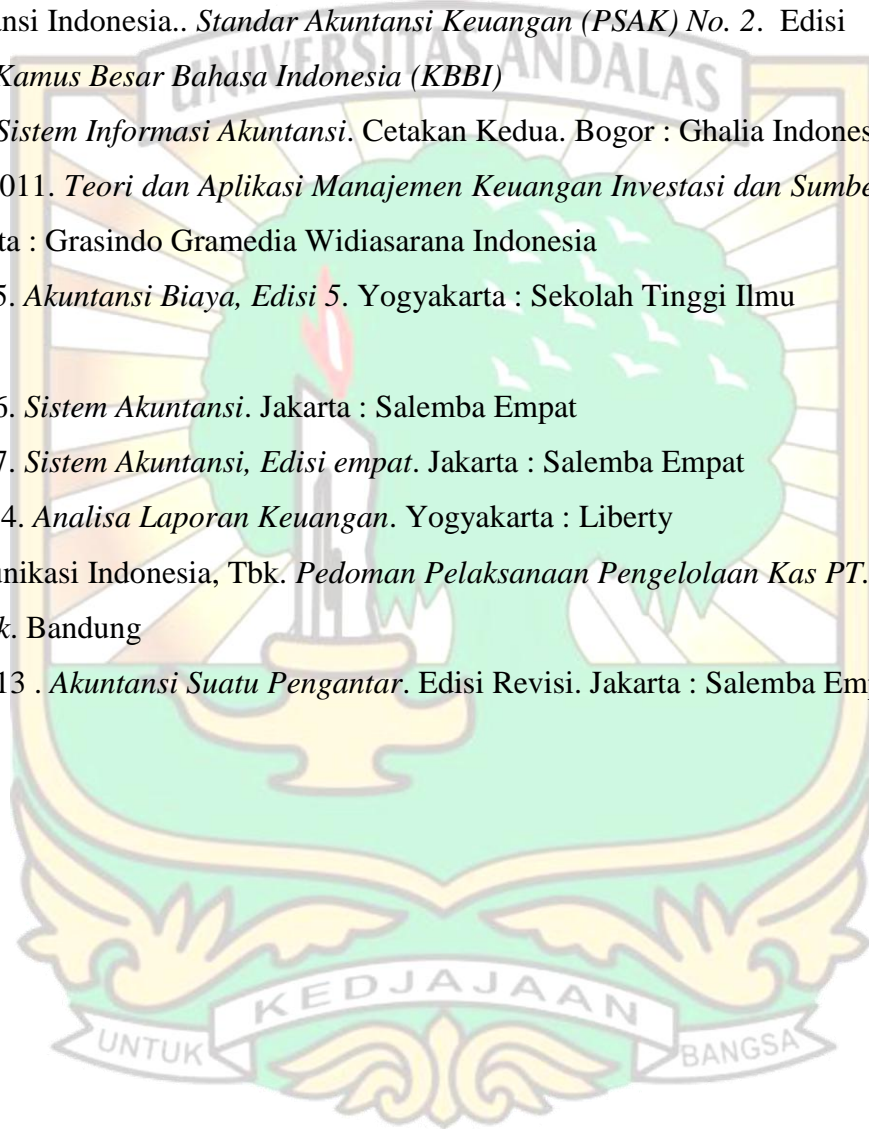 ansi Indonesia.. Standar Akuntansi Keuangan (PSAK) No. 2. Edisi
UNIVERSITAS ANDALAS
Kamus Besar Bahasa Indonesia (KBBI)
Sistem Informasi Akuntansi. Cetakan Kedua. Bogor : Ghalia Indones
011. Teori dan Aplikasi Manajemen Keuangan Investasi dan Sumbe
ta : Grasindo Gramedia Widiasarana Indonesia
5. Akuntansi Biaya, Edisi 5. Yogyakarta : Sekolah Tinggi Ilmu
6. Sistem Akuntansi. Jakarta : Salemba Empat
7. Sistem Akuntansi, Edisi empat. Jakarta : Salemba Empat
4. Analisa Laporan Keuangan. Yogyakarta : Liberty
unikasi Indonesia, Tbk. Pedoman Pelaksanaan Pengelolaan Kas PT.
k. Bandung
13 . Akuntansi Suatu Pengantar. Edisi Revisi. Jakarta : Salemba Emp
KEDJAJAAN
UNTUK BANGSA